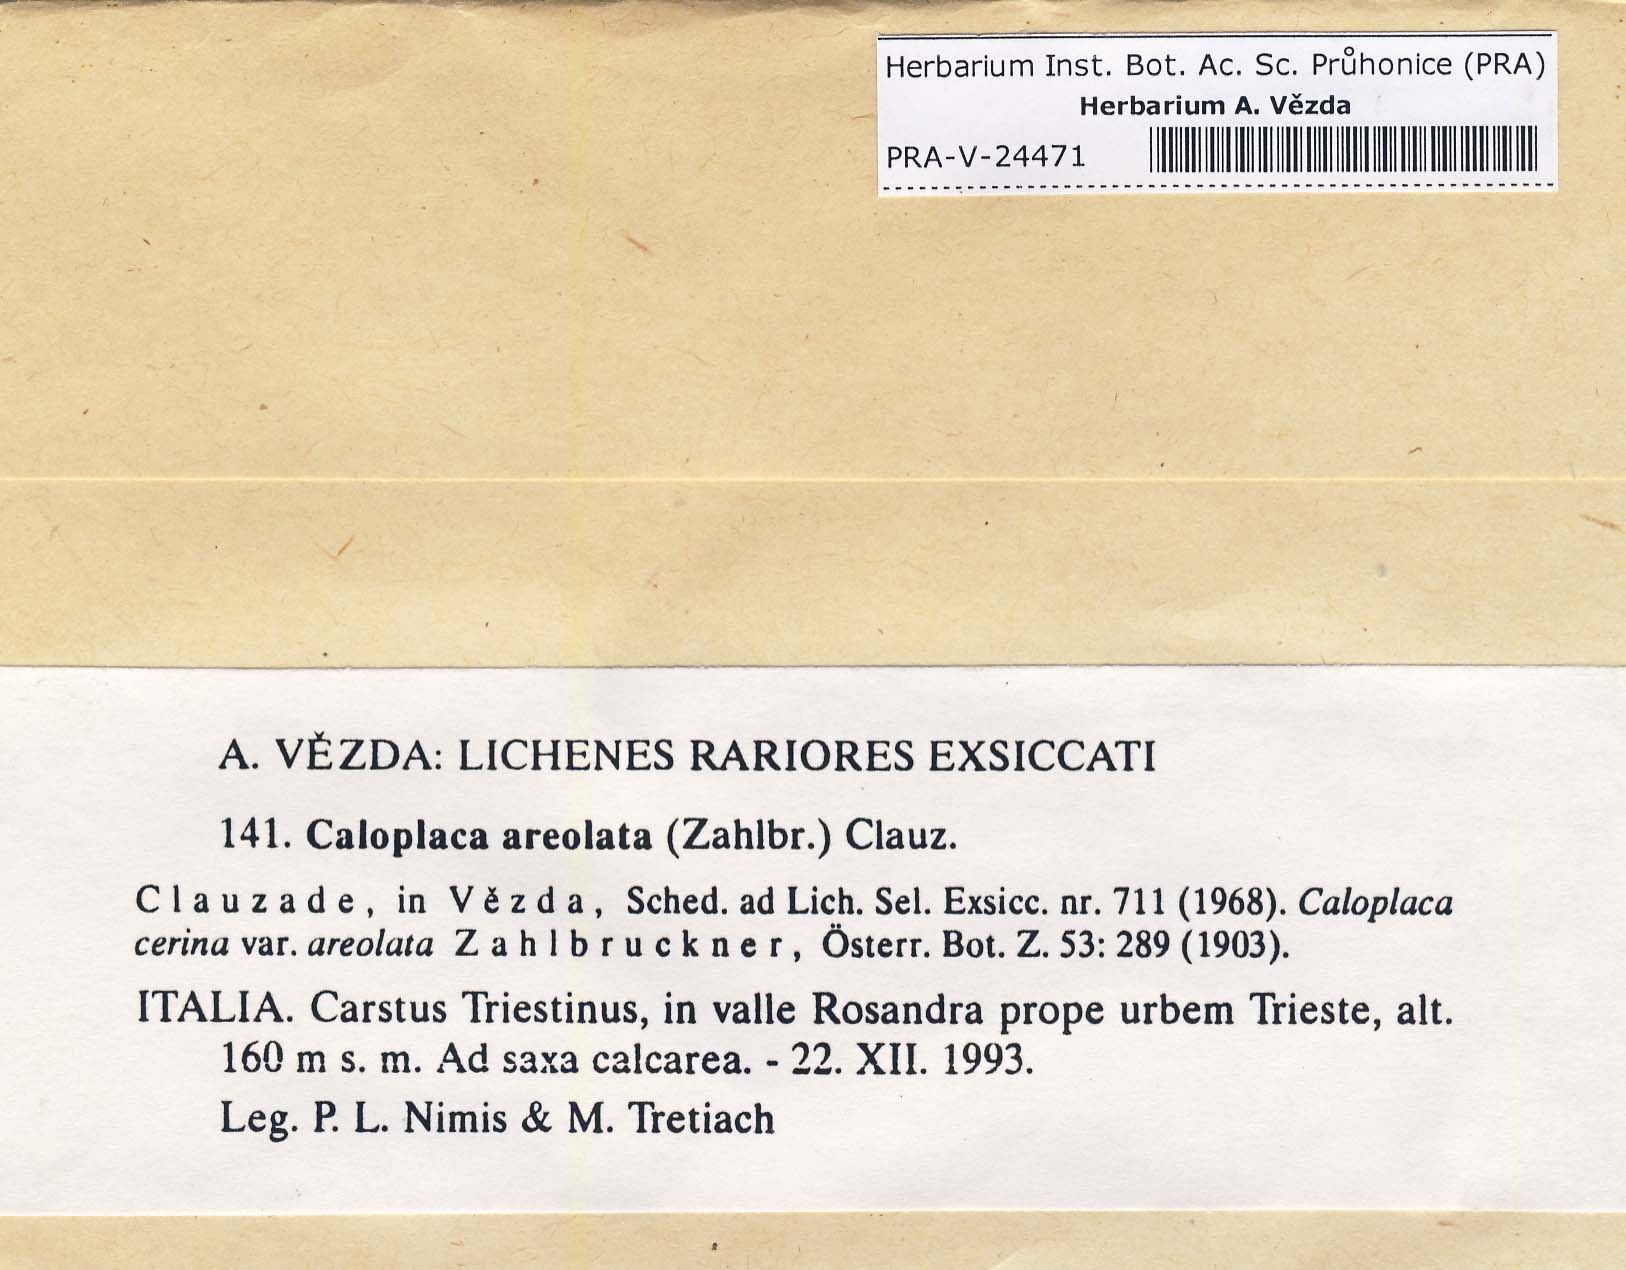 Herbarium Inst. Bot. Ac. Sc. Průhonice (PRA)
Herbarium A. Vězda
PRA-V-24471
A. VĚZDA: LICHENES RARIORES EXSICCATI
141. Caloplaca areolata (Zahlbr.) Clauz.
Clauzade, in Vězda, Sched. ad Lich. Sel. Exsicc. nr. 711 (1968). Caloplaca
cerina var. areolata Zahlbruckner, Österr. Bot. Z. 53: 289 (1903).
ITALIA. Carstus Triestinus, in valle Rosandra prope urbem Trieste, alt.
160 m s. m. Ad saxa calcarea. - 22. XII. 1993.
Leg. P. L. Nimis & M. Tretiach